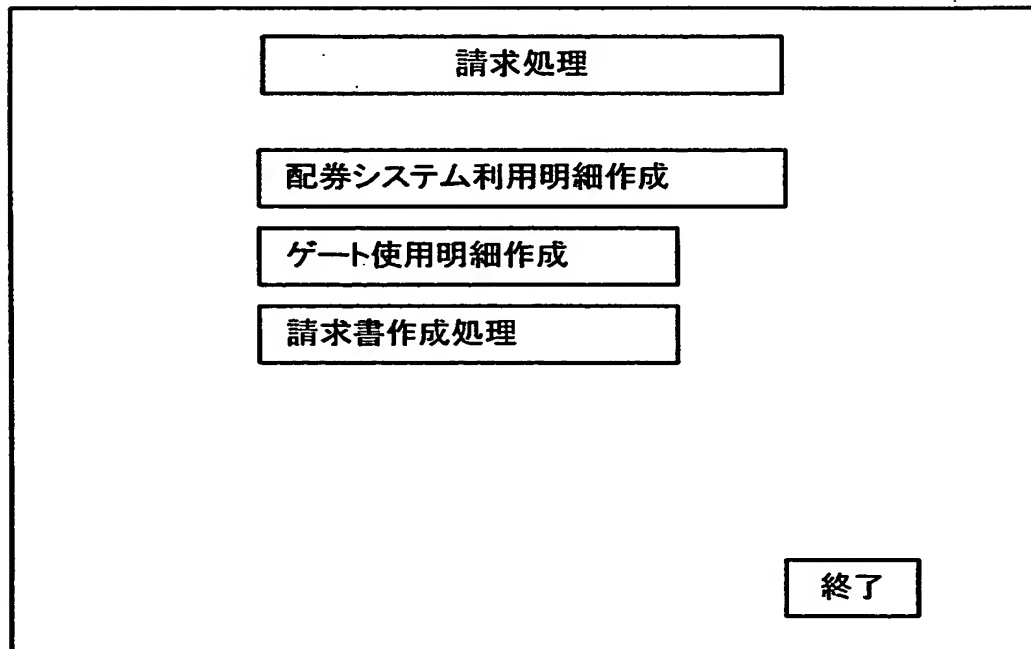 請求処理
配券システム利用明細作成
ゲート使用明細作成
請求書作成処理
終了